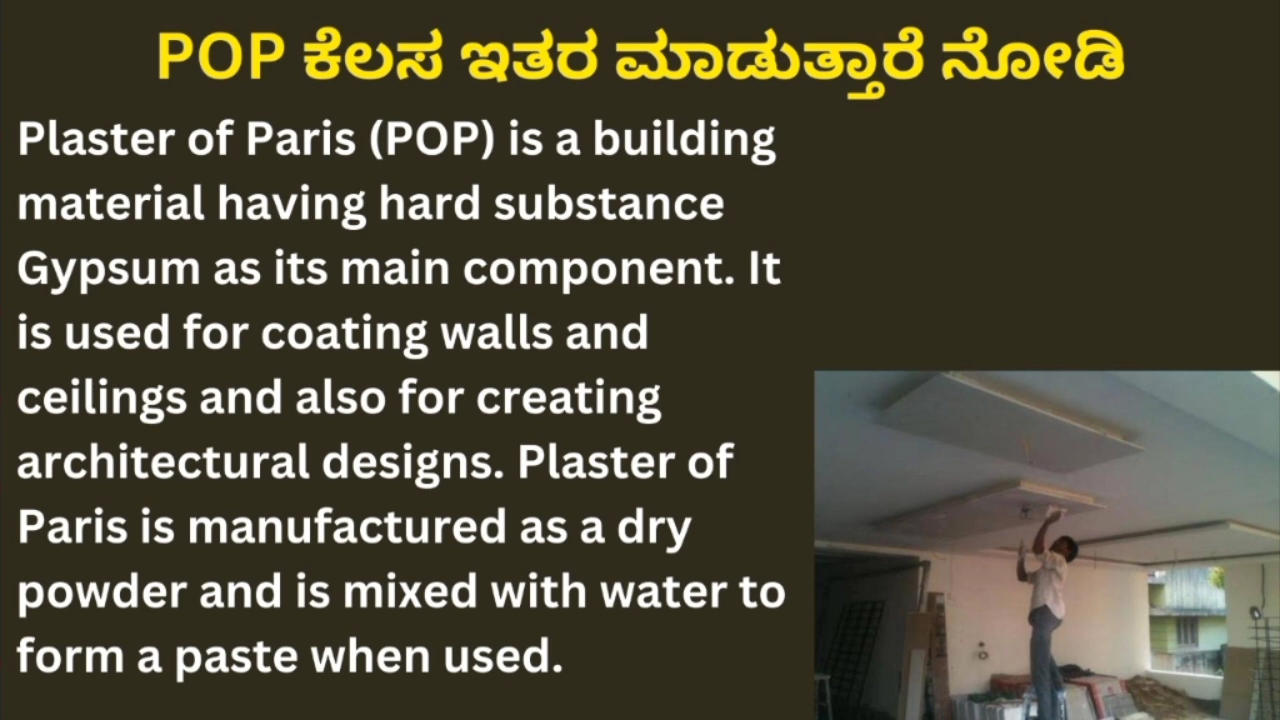 POP ಕೆಲಸ ಇತರ ಮಾಡುತ್ತಾರೆ ನೋಡಿ
Plaster of Paris (POP) is a building
material having hard substance
Gypsum as its main component. It
is used for coating walls and
ceilings and also for creating
architectural designs. Plaster of
Paris is manufactured as a dry
powder and is mixed with water to
form a paste when used.